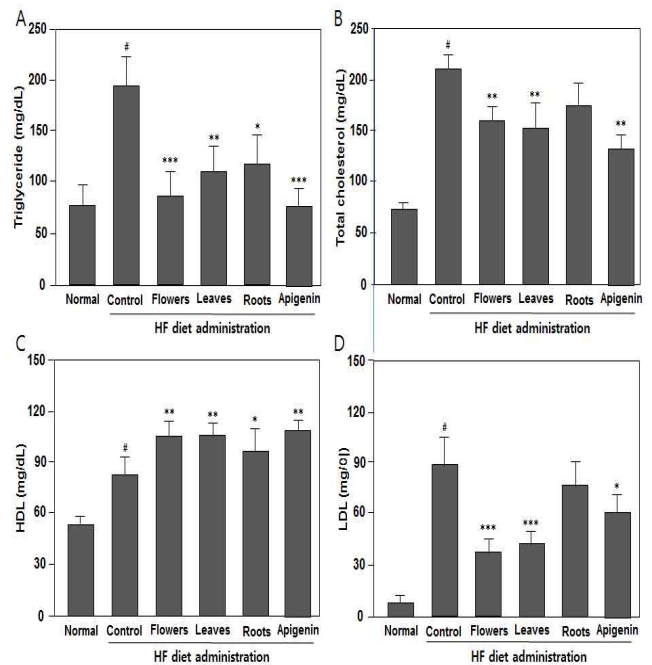 A
250
200
150
100
50
0
Triglyceride (mg/dL)
#
***
**
*
***
Normal Control Flowers Leaves Roots Apigenin
HF diet administration
B
250
200
150
100
50
0
Total cholesterol (mg/dL)
#
**
**
**
Normal Control Flowers Leaves Roots Apigenin
HF diet administration
C
150
120
90
60
30
0
HDL (mg/dL)
#
**
**
*
**
Normal Control Flowers Leaves Roots Apigenin
HF diet administration
D
150
120
90
60
30
0
LDL (mg/이
#
***
***
*
Normal Control Flowers Leaves Roots Apigenin
HF diet administration